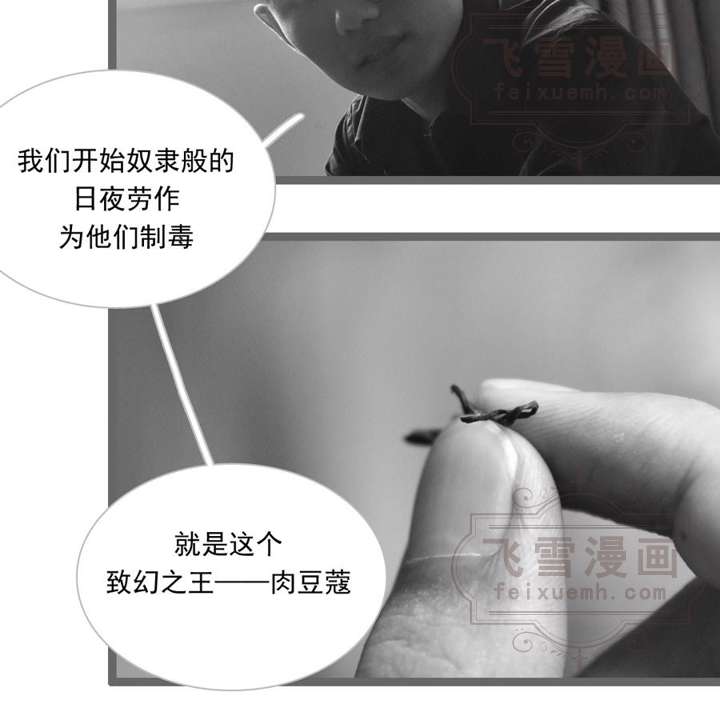 飞雪漫画
feixuemh.com
我们开始奴隶般的
日夜劳作
为他们制毒
就是这个
致幻之王——肉豆蔻
飞雪漫画
feixuemh.com